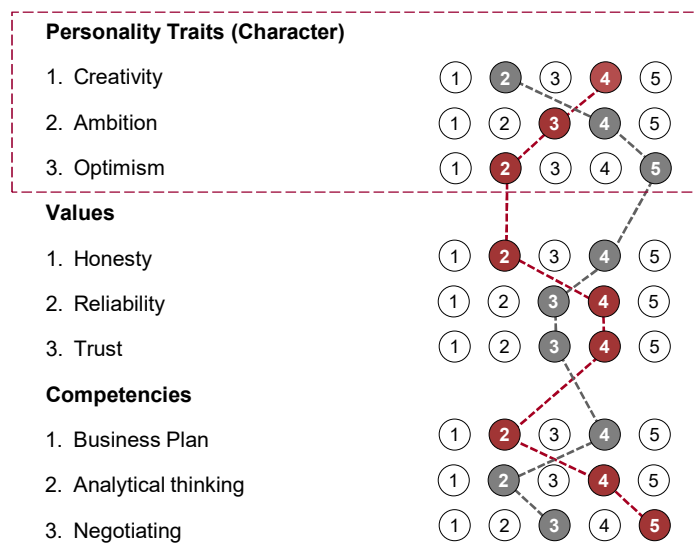 Personality Traits (Character)
1. Creativity 1 2 3 4 5
2. Ambition 1 2 3 4 5
3. Optimism 1 2 3 4 5
Values
1. Honesty 1 2 3 4 5
2. Reliability 1 2 3 4 5
3. Trust 1 2 3 4 5
Competencies
1. Business Plan 1 2 3 4 5
2. Analytical thinking 1 2 3 4 5
3. Negotiating 1 2 3 4 5